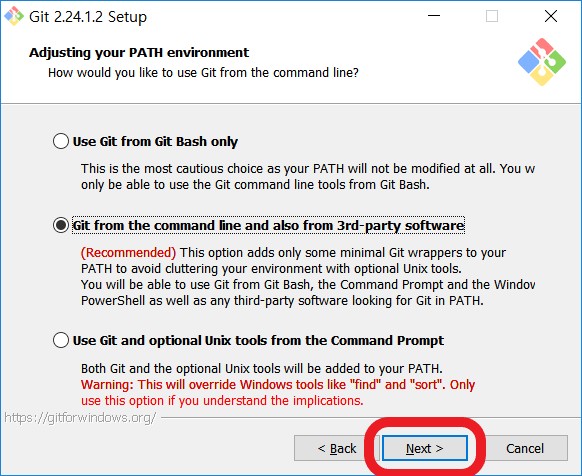 Git 2.24.1.2 Setup
Adjusting your PATH environment
How would you like to use Git from the command line?
Use Git from Git Bash only
This is the most cautious choice as your PATH will not be modified at all. You w
only be able to use the Git command line tools from Git Bash.
Git from the command line and also from 3rd-party software
(Recommended) This option adds only some minimal Git wrappers to your
PATH to avoid cluttering your environment with optional Unix tools.
You will be able to use Git from Git Bash, the Command Prompt and the Window
PowerShell as well as any third-party software looking for Git in PATH.
Use Git and optional Unix tools from the Command Prompt
Both Git and the optional Unix tools will be added to your PATH.
Warning: This will override Windows tools like "find" and "sort". Only
use this option if you understand the implications.
https://gitforwindows.org/
< Back Next > Cancel